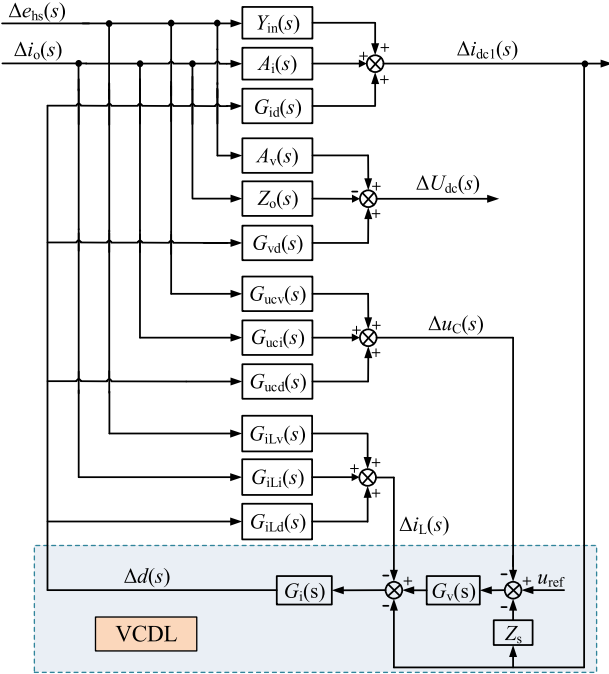 Δe_hs(s)
Y_in(s)
Δi_o(s)
A_i(s)
Δi_dc1(s)
G_id(s)
A_v(s)
Z_o(s)
ΔU_dc(s)
G_vd(s)
G_ucv(s)
G_uci(s)
Δu_C(s)
G_ucd(s)
G_iLv(s)
G_iLi(s)
G_iLd(s)
Δi_L(s)
Δd(s)
G_i(s)
G_v(s)
u_ref
VCDL
Z_s